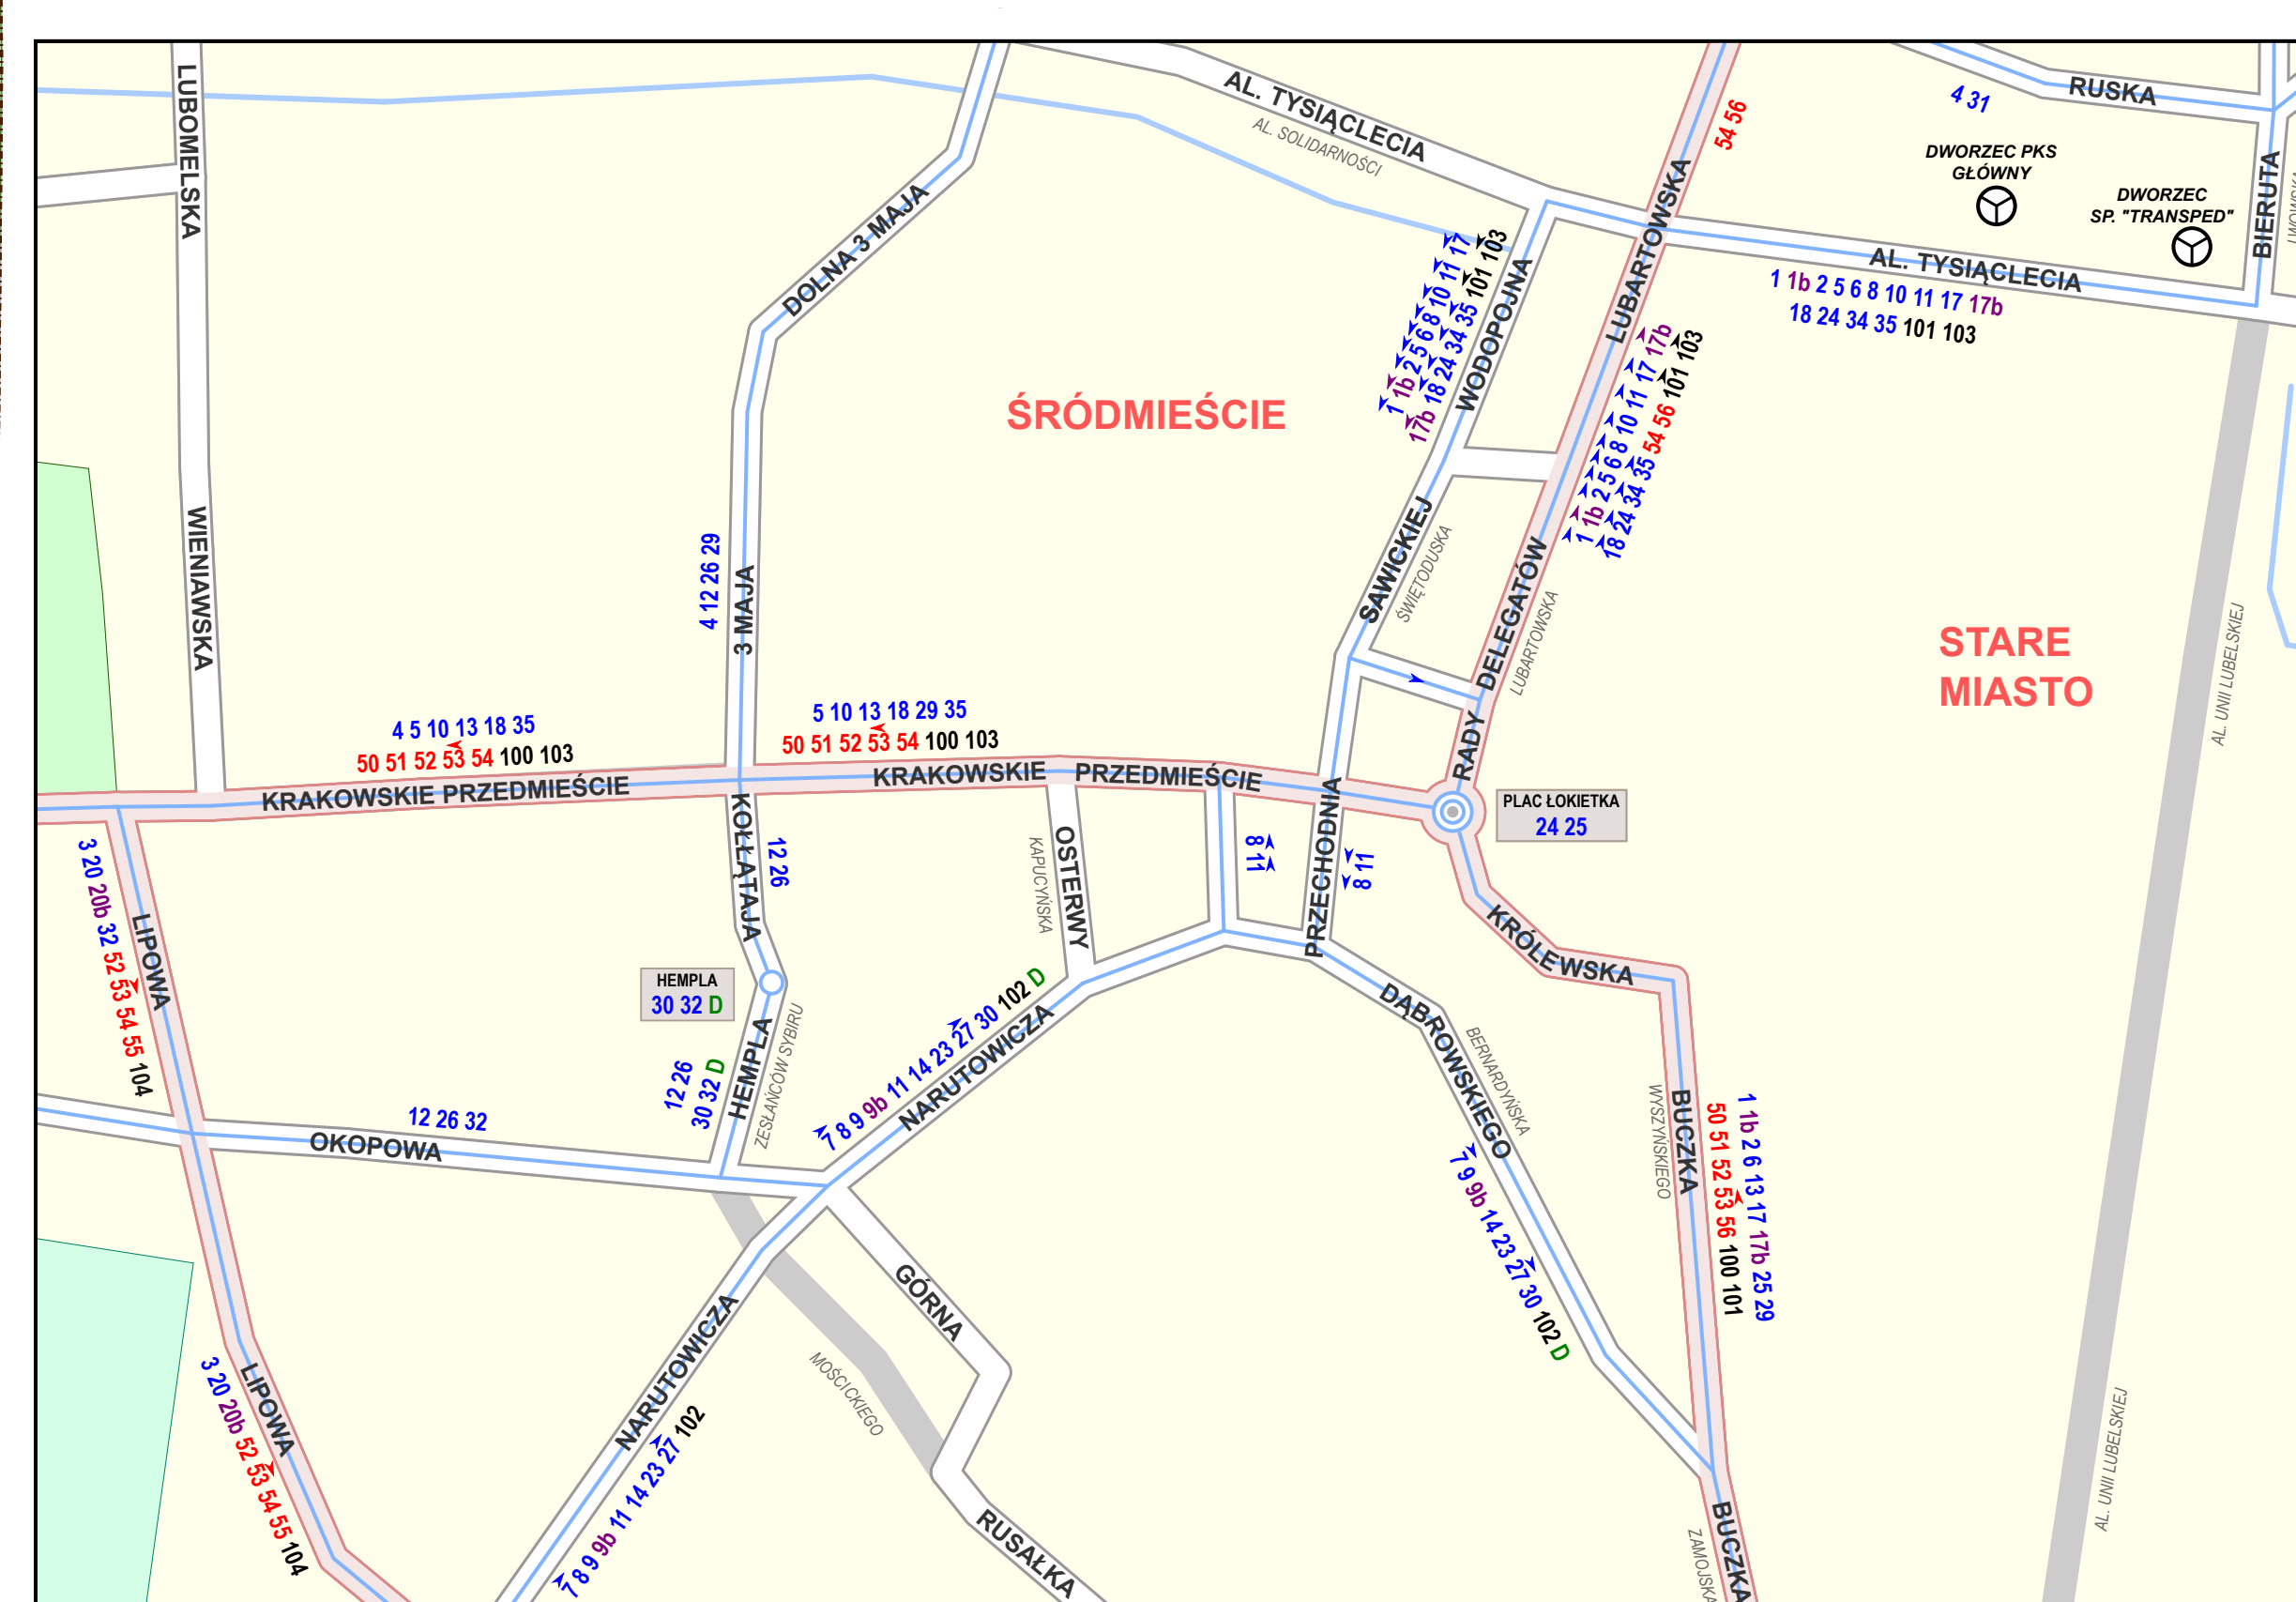 LUBOMELSKA
AL. TYSIĄCLECIA
AL. SOLIDARNOŚCI
54 56
4 31
RUSKA
DWORZEC PKS
GŁÓWNY
DWORZEC
SP. "TRANSPED"
BIERUTA
DOLNA 3 MAJA
LUBARTOWSKA
AL. TYSIĄCLECIA
1 1b 2 5 6 8 10 11 17 17b
18 24 34 35 101 103
1 1b 2 5 6 8 10 11 17
17b 18 24 34 35 101 103
WODOPOJNA
ŚRÓDMIEŚCIE
1 1b 2 5 6 8 10 11 17 17b
18 24 34 35 54 56 101 103
WIENIAWSKA
4 12 26 29
3 MAJA
SAWICKIEJ
ŚWIĘTODUSKA
RADY DELEGATÓW
LUBARTOWSKA
STARE
MIASTO
AL. UNII LUBELSKIEJ
4 5 10 13 18 35
50 51 52 53 54 100 103
KRAKOWSKIE PRZEDMIEŚCIE
5 10 13 18 29 35
50 51 52 53 54 100 103
KRAKOWSKIE PRZEDMIEŚCIE
PLAC ŁOKIETKA
24 25
3 20 20b 32 52 53 54 55 104
LIPOWA
KOŁŁĄTAJA
12 26
KAPUCYŃSKA
OSTERWY
8 11
PRZECHODNIA
8 11
KRÓLEWSKA
HEMPLA
30 32 D
12 26
30 32 D
HEMPLA
ZESŁAŃCÓW SYBIRU
7 8 9 9b 11 14 23 27 30 102 D
NARUTOWICZA
DĄBROWSKIEGO
BERNARDYŃSKA
7 9 9b 14 23 27 30 102 D
WYSZYŃSKIEGO
BUCZKA
50 51 52 53 56 100 101
1 1b 2 6 13 17 17b 25 29
12 26 32
OKOPOWA
GÓRNA
MOŚCICKIEGO
NARUTOWICZA
7 8 9 9b 11 14 23 27 102
3 20 20b 52 53 54 55 104
LIPOWA
RUSAŁKA
BUCZKA
AL. UNII LUBELSKIEJ